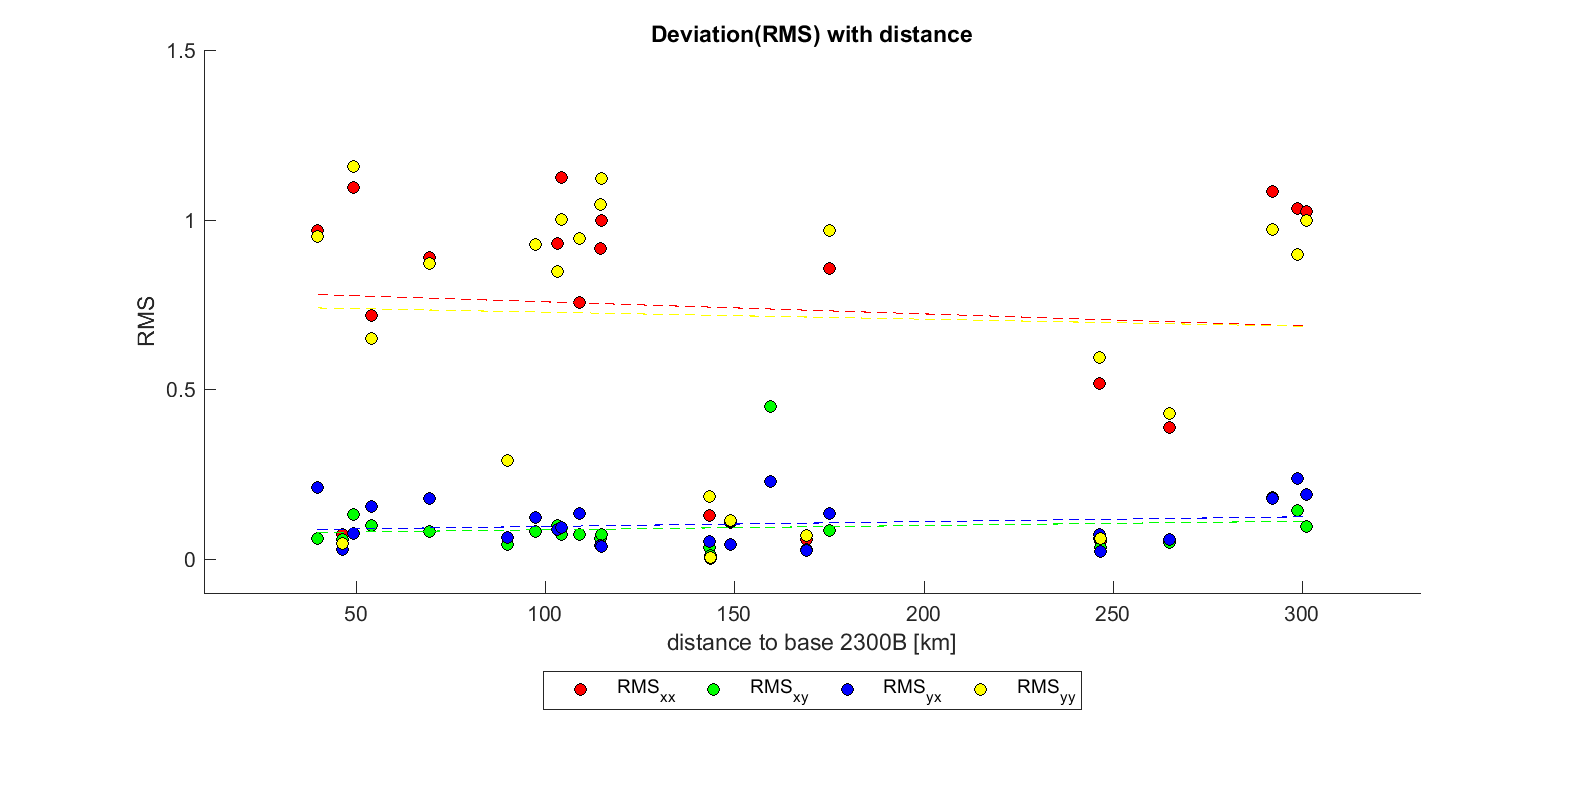 Deviation(RMS) with distance
1.5
1
0.5
0
RMS
50 100 150 200 250 300
distance to base 2300B [km]
RMS_xx RMS_xy RMS_yx RMS_yy